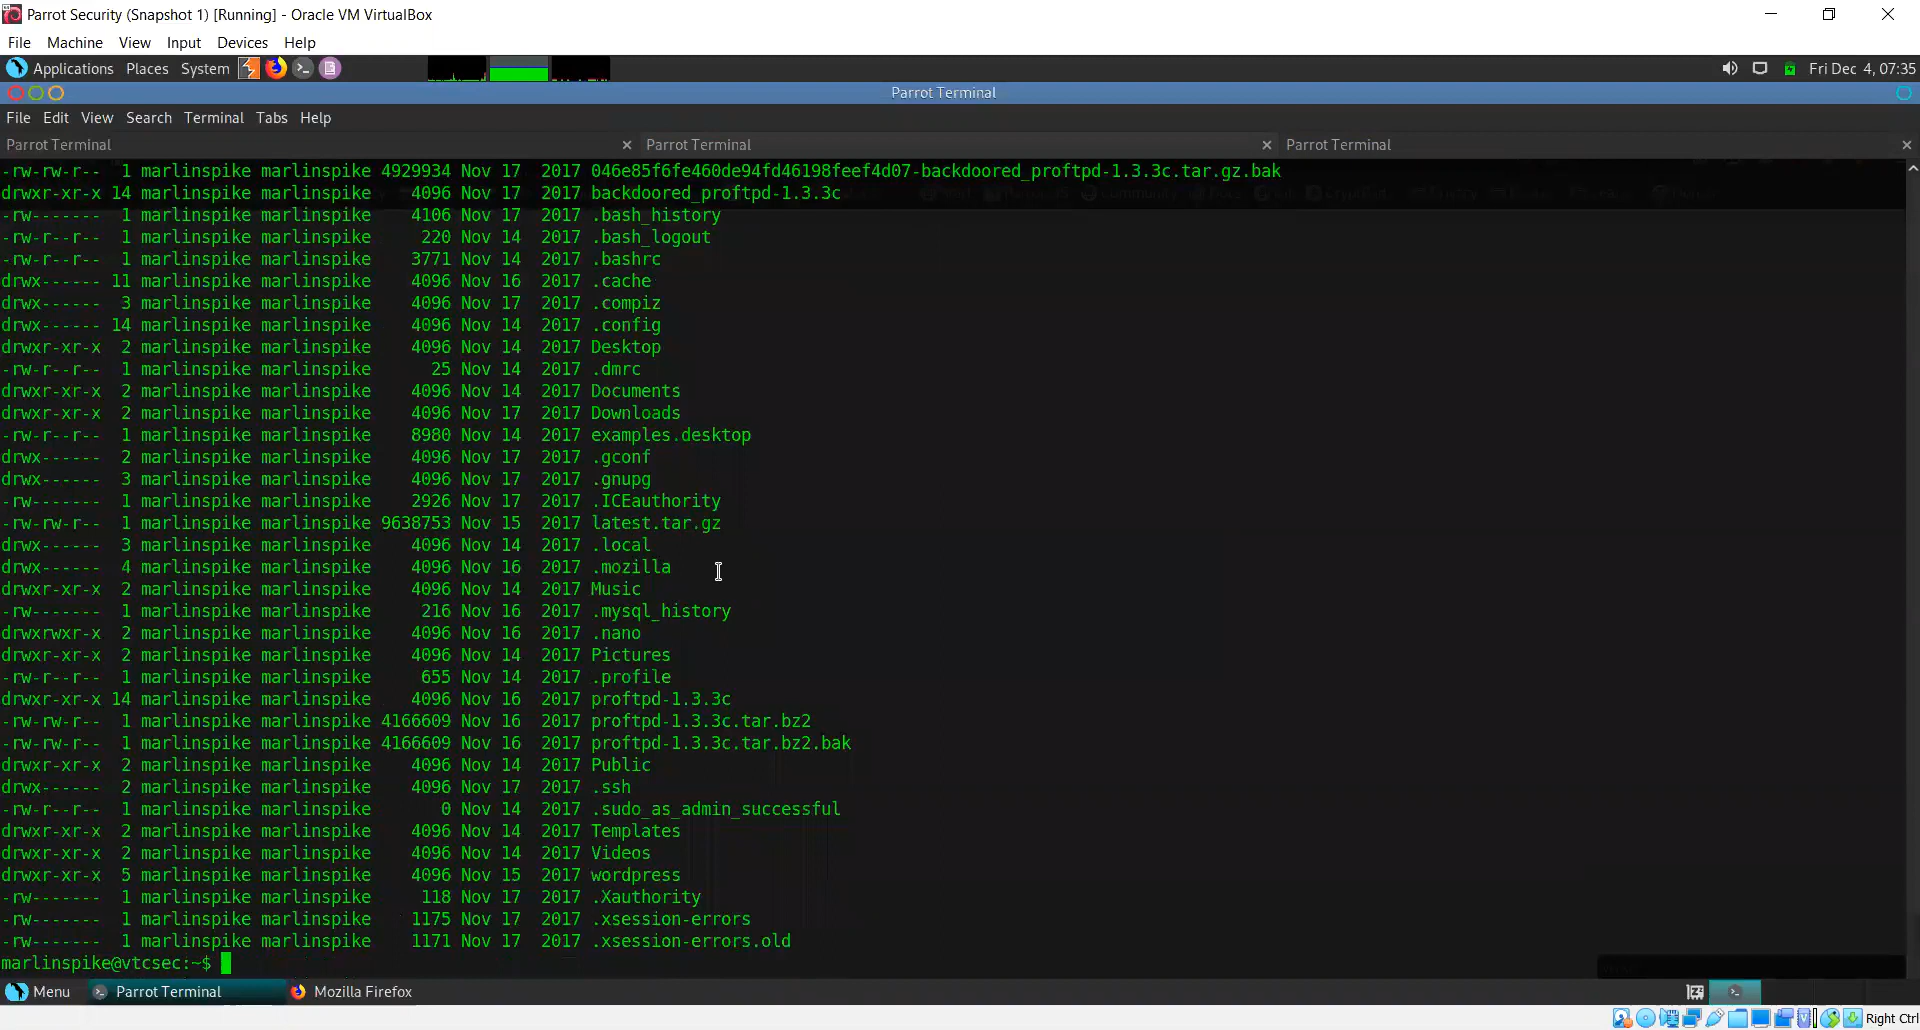 Parrot Security (Snapshot 1) [Running] - Oracle VM VirtualBox
File Machine View Input Devices Help
Applications Places System Fri Dec 4, 07:35
Parrot Terminal
File Edit View Search Terminal Tabs Help
Parrot Terminal × Parrot Terminal × Parrot Terminal ×
-rw-rw-r-- 1 marlinspike marlinspike 4929934 Nov 17 2017 046e85f6fe460de94fd46198feef4d07-backdoored_proftpd-1.3.3c.tar.gz.bak
drwxr-xr-x 14 marlinspike marlinspike 4096 Nov 17 2017 backdoored_proftpd-1.3.3c
-rw------- 1 marlinspike marlinspike 4106 Nov 17 2017 .bash_history
-rw-r--r-- 1 marlinspike marlinspike 220 Nov 14 2017 .bash_logout
-rw-r--r-- 1 marlinspike marlinspike 3771 Nov 14 2017 .bashrc
drwx------ 11 marlinspike marlinspike 4096 Nov 16 2017 .cache
drwx------ 3 marlinspike marlinspike 4096 Nov 17 2017 .compiz
drwx------ 14 marlinspike marlinspike 4096 Nov 14 2017 .config
drwxr-xr-x 2 marlinspike marlinspike 4096 Nov 14 2017 Desktop
-rw-r--r-- 1 marlinspike marlinspike 25 Nov 14 2017 .dmrc
drwxr-xr-x 2 marlinspike marlinspike 4096 Nov 14 2017 Documents
drwxr-xr-x 2 marlinspike marlinspike 4096 Nov 17 2017 Downloads
-rw-r--r-- 1 marlinspike marlinspike 8980 Nov 14 2017 examples.desktop
drwx------ 2 marlinspike marlinspike 4096 Nov 17 2017 .gconf
drwx------ 3 marlinspike marlinspike 4096 Nov 17 2017 .gnupg
-rw------- 1 marlinspike marlinspike 2926 Nov 17 2017 .ICEauthority
-rw-rw-r-- 1 marlinspike marlinspike 9638753 Nov 15 2017 latest.tar.gz
drwx------ 3 marlinspike marlinspike 4096 Nov 14 2017 .local
drwx------ 4 marlinspike marlinspike 4096 Nov 16 2017 .mozilla
drwxr-xr-x 2 marlinspike marlinspike 4096 Nov 14 2017 Music
-rw------- 1 marlinspike marlinspike 216 Nov 16 2017 .mysql_history
drwxrwxr-x 2 marlinspike marlinspike 4096 Nov 16 2017 .nano
drwxr-xr-x 2 marlinspike marlinspike 4096 Nov 14 2017 Pictures
-rw-r--r-- 1 marlinspike marlinspike 655 Nov 14 2017 .profile
drwxr-xr-x 14 marlinspike marlinspike 4096 Nov 16 2017 proftpd-1.3.3c
-rw-rw-r-- 1 marlinspike marlinspike 4166609 Nov 16 2017 proftpd-1.3.3c.tar.bz2
-rw-rw-r-- 1 marlinspike marlinspike 4166609 Nov 16 2017 proftpd-1.3.3c.tar.bz2.bak
drwxr-xr-x 2 marlinspike marlinspike 4096 Nov 14 2017 Public
drwx------ 2 marlinspike marlinspike 4096 Nov 17 2017 .ssh
-rw-r--r-- 1 marlinspike marlinspike 0 Nov 14 2017 .sudo_as_admin_successful
drwxr-xr-x 2 marlinspike marlinspike 4096 Nov 14 2017 Templates
drwxr-xr-x 2 marlinspike marlinspike 4096 Nov 14 2017 Videos
drwxr-xr-x 5 marlinspike marlinspike 4096 Nov 15 2017 wordpress
-rw------- 1 marlinspike marlinspike 118 Nov 17 2017 .Xauthority
-rw------- 1 marlinspike marlinspike 1175 Nov 17 2017 .xsession-errors
-rw------- 1 marlinspike marlinspike 1171 Nov 17 2017 .xsession-errors.old
marlinspike@vtcsec:~$
Menu Parrot Terminal Mozilla Firefox
Right Ctrl